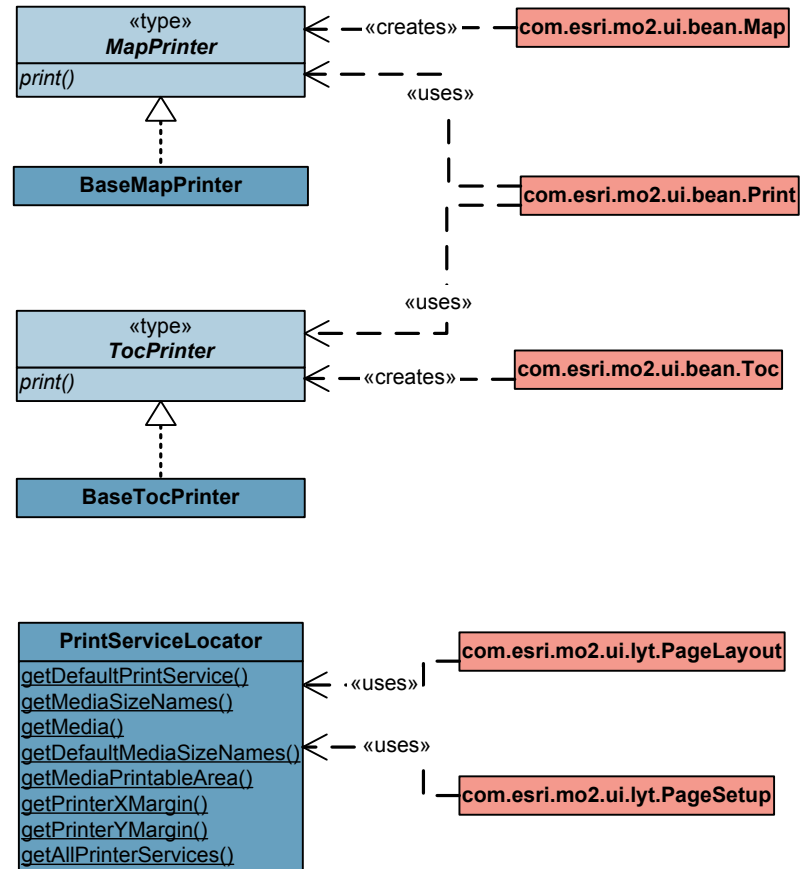 «type»
MapPrinter
print()
«creates»
com.esri.mo2.ui.bean.Map
«uses»
BaseMapPrinter
com.esri.mo2.ui.bean.Print
«uses»
«type»
TocPrinter
print()
«creates»
com.esri.mo2.ui.bean.Toc
BaseTocPrinter
PrintServiceLocator
getDefaultPrintService()
getMediaSizeNames()
getMedia()
getDefaultMediaSizeNames()
getMediaPrintableArea()
getPrinterXMargin()
getPrinterYMargin()
getAllPrinterServices()
«uses»
com.esri.mo2.ui.lyt.PageLayout
«uses»
com.esri.mo2.ui.lyt.PageSetup